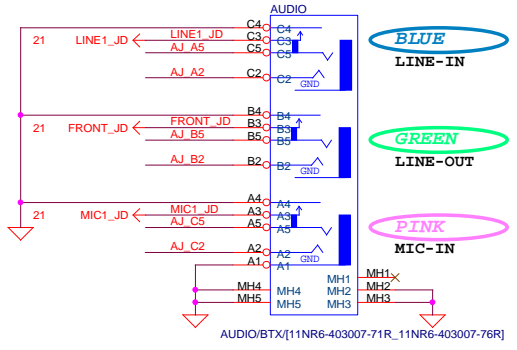 AUDIO
C4 C4
21 LINE1_JD LINE1_JD C3 C3 BLUE
AJ_A5 C5 C5 LINE-IN
AJ_A2 C2 C2
GND
B4 B4
21 FRONT_JD FRONT_JD B3 B3 GREEN
AJ_B5 B5 B5 LINE-OUT
AJ_B2 B2 B2
GND
A4 A4
21 MIC1_JD MIC1_JD A3 A3 PINK
AJ_C5 A5 A5 MIC-IN
AJ_C2 A2 A2
GND
A1 A1
MH1 MH1
MH4 MH4 MH2 MH2
MH5 MH5 MH3 MH3
AUDIO/BTX/[11NR6-403007-71R_11NR6-403007-76R]